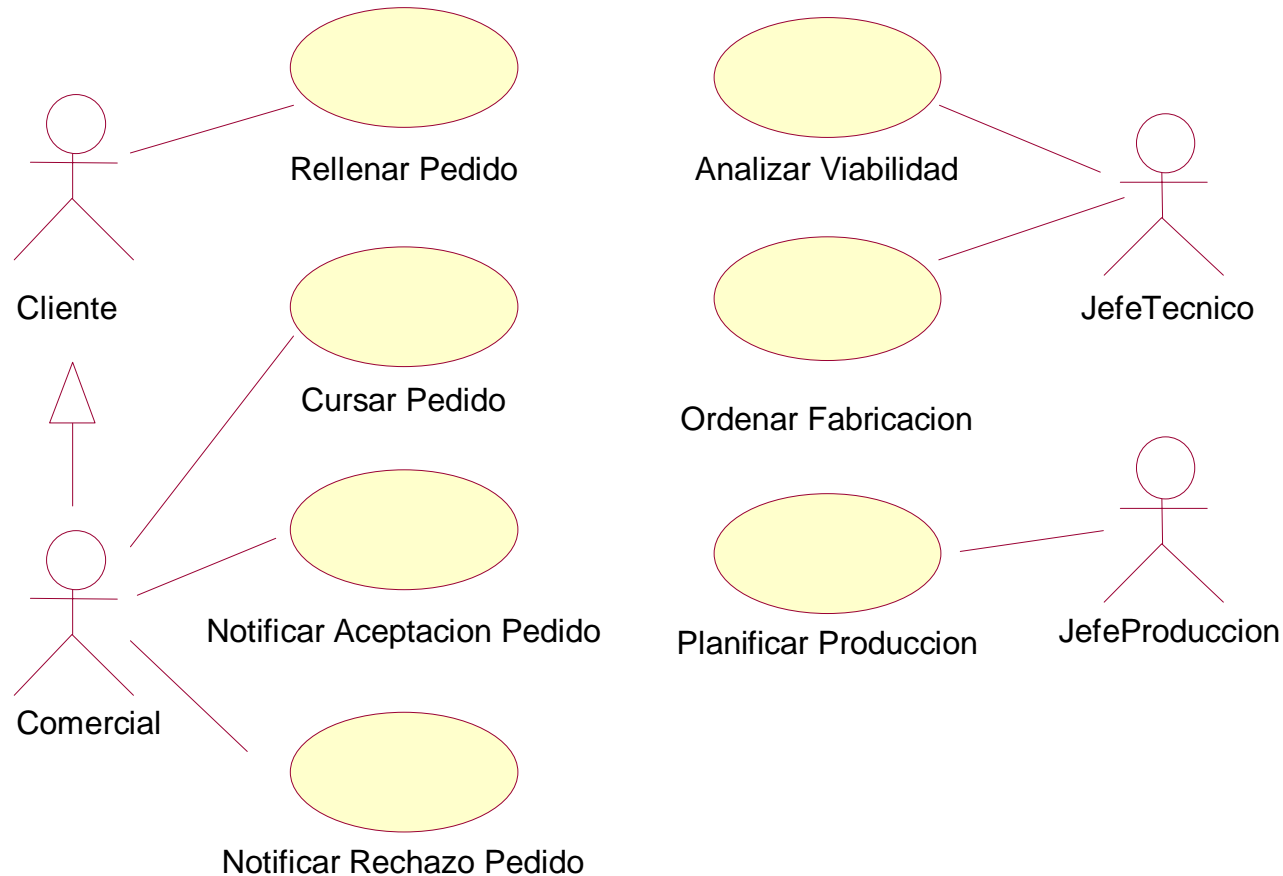 Rellenar Pedido
Analizar Viabilidad
Cliente
JefeTecnico
Cursar Pedido
Ordenar Fabricacion
Notificar Aceptacion Pedido
Planificar Produccion
JefeProduccion
Comercial
Notificar Rechazo Pedido